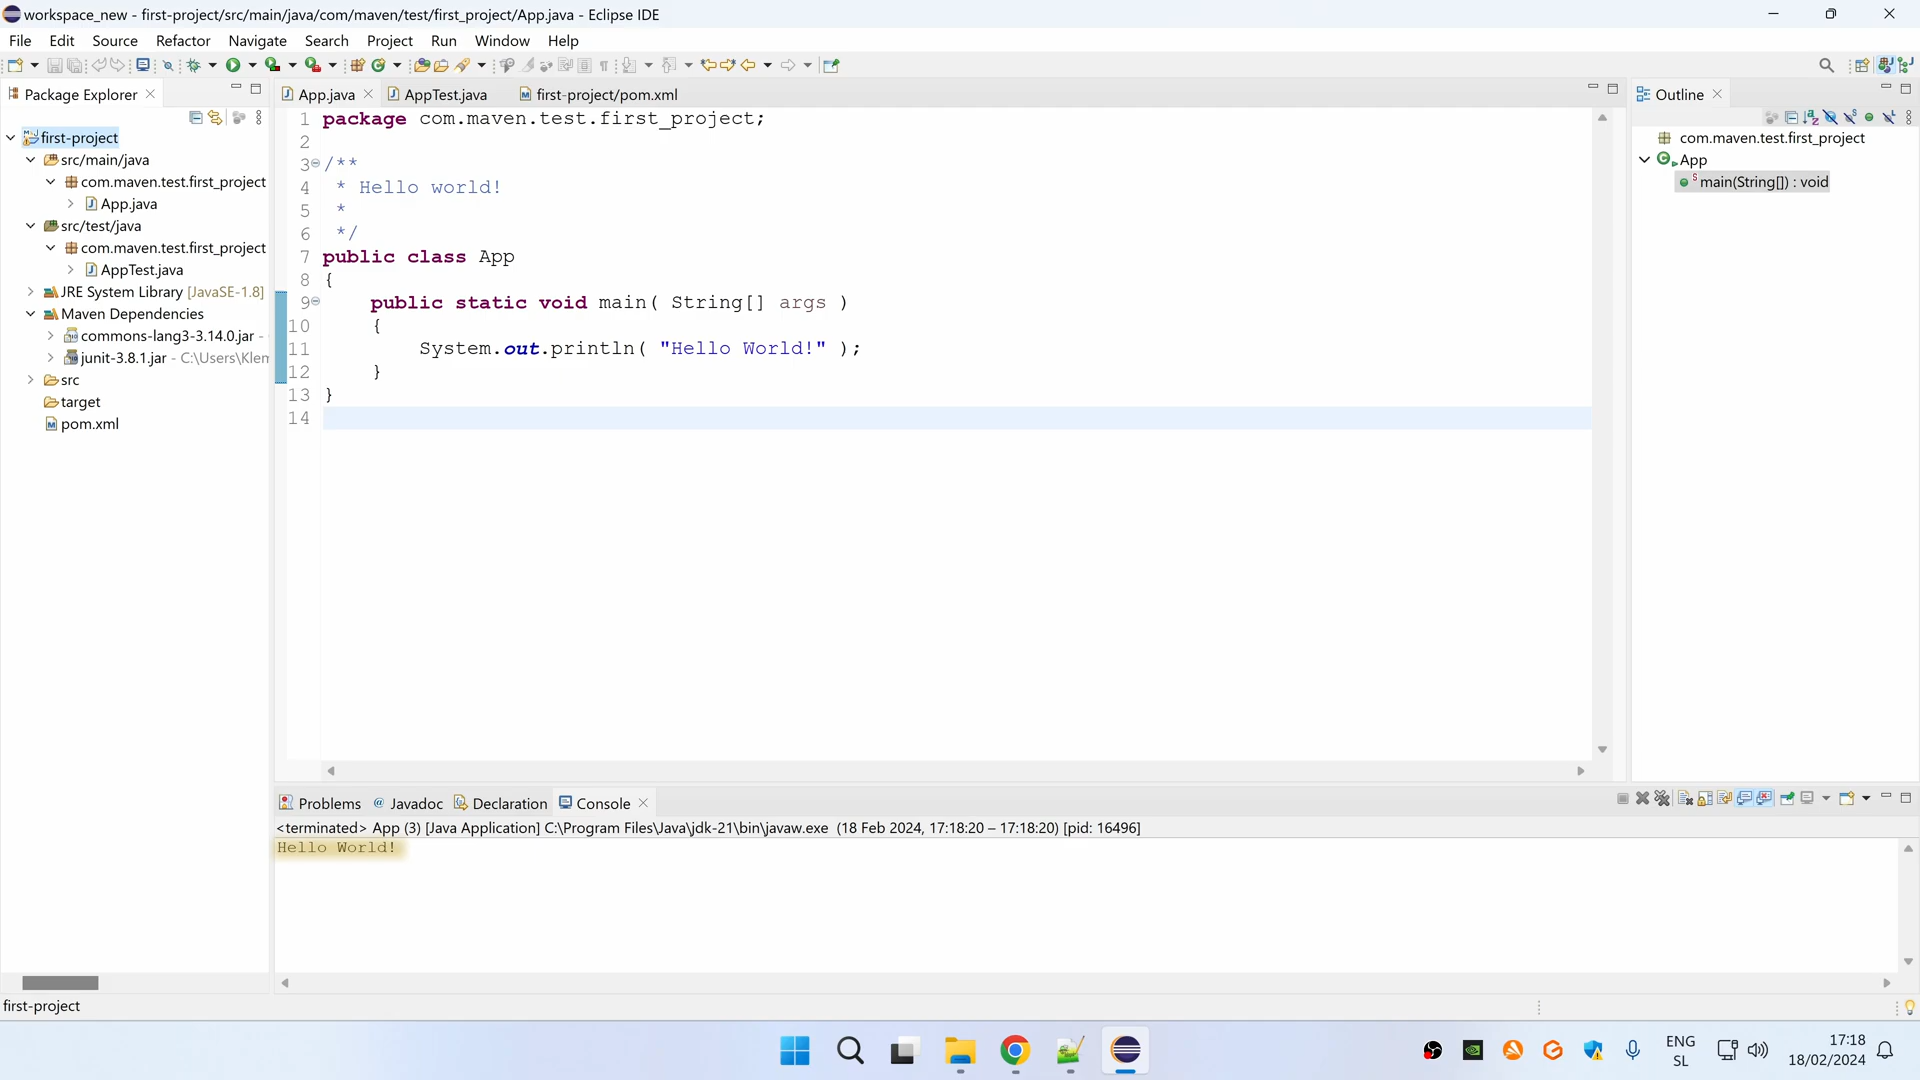 workspace_new - first-project/src/main/java/com/maven/test/first_project/App.java - Eclipse IDE
File Edit Source Refactor Navigate Search Project Run Window Help
Package Explorer
first-project
src/main/java
com.maven.test.first_project
App.java
src/test/java
com.maven.test.first_project
AppTest.java
JRE System Library [JavaSE-1.8]
Maven Dependencies
commons-lang3-3.14.0.jar -
junit-3.8.1.jar - C:\Users\Klem
src
target
pom.xml
App.java AppTest.java first-project/pom.xml
1 package com.maven.test.first_project;
2
3 /**
4 * Hello world!
5 *
6 */
7 public class App
8 {
9 public static void main( String[] args )
10 {
11 System.out.println( "Hello World!" );
12 }
13 }
14
Outline
com.maven.test.first_project
App
main(String[]) : void
Problems @ Javadoc Declaration Console
<terminated> App (3) [Java Application] C:\Program Files\Java\jdk-21\bin\javaw.exe (18 Feb 2024, 17:18:20 – 17:18:20) [pid: 16496]
Hello World!
first-project
ENG
SL
17:18
18/02/2024